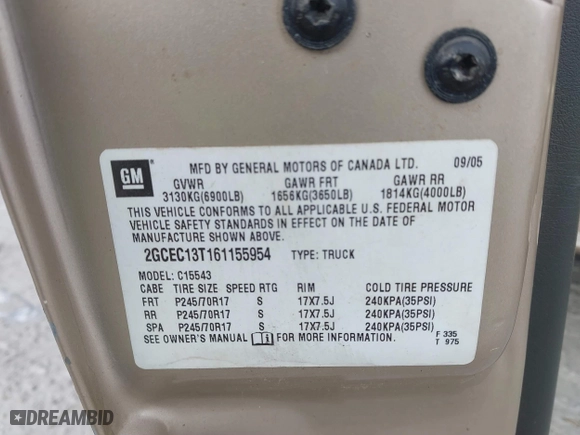 GM
MFD BY GENERAL MOTORS OF CANADA LTD. 09/05
GVWR GAWR FRT GAWR RR
3130KG(6900LB) 1656KG(3650LB) 1814KG(4000LB)
THIS VEHICLE CONFORMS TO ALL APPLICABLE U.S. FEDERAL MOTOR
VEHICLE SAFETY STANDARDS IN EFFECT ON THE DATE OF
MANUFACTURE SHOWN ABOVE.
2GCEC13T161155954 TYPE: TRUCK
MODEL: C15543
CABE TIRE SIZE SPEED RTG RIM COLD TIRE PRESSURE
FRT P245/70R17 S 17X7.5J 240KPA(35PSI)
RR P245/70R17 S 17X7.5J 240KPA(35PSI)
SPA P245/70R17 S 17X7.5J 240KPA(35PSI)
SEE OWNER'S MANUAL FOR MORE INFORMATION. F 335
T 975
DREAMBID